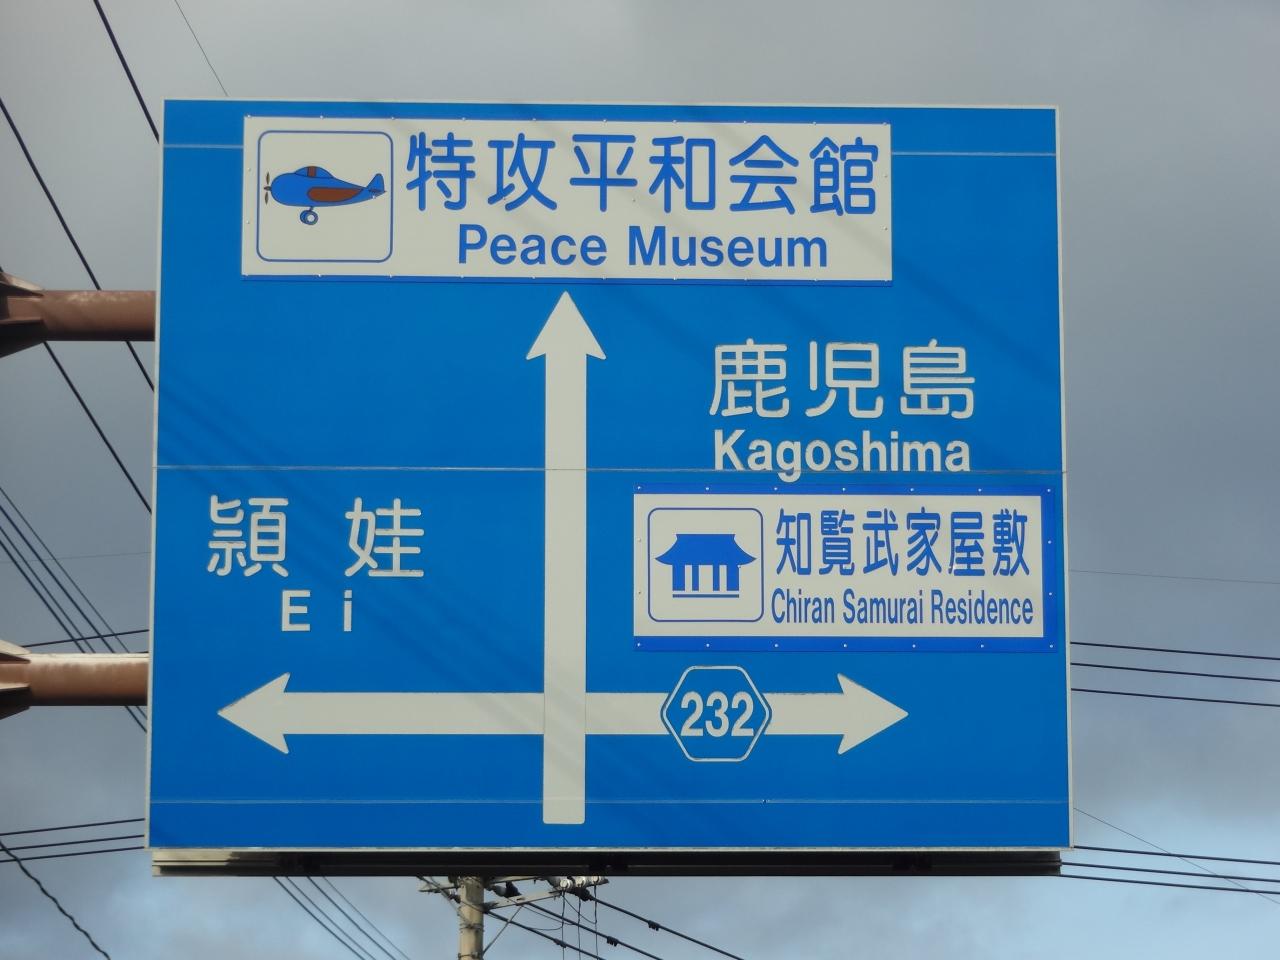 特攻平和会館
Peace Museum
鹿児島
Kagoshima
頴娃
Ei
知覧武家屋敷
Chiran Samurai Residence
232